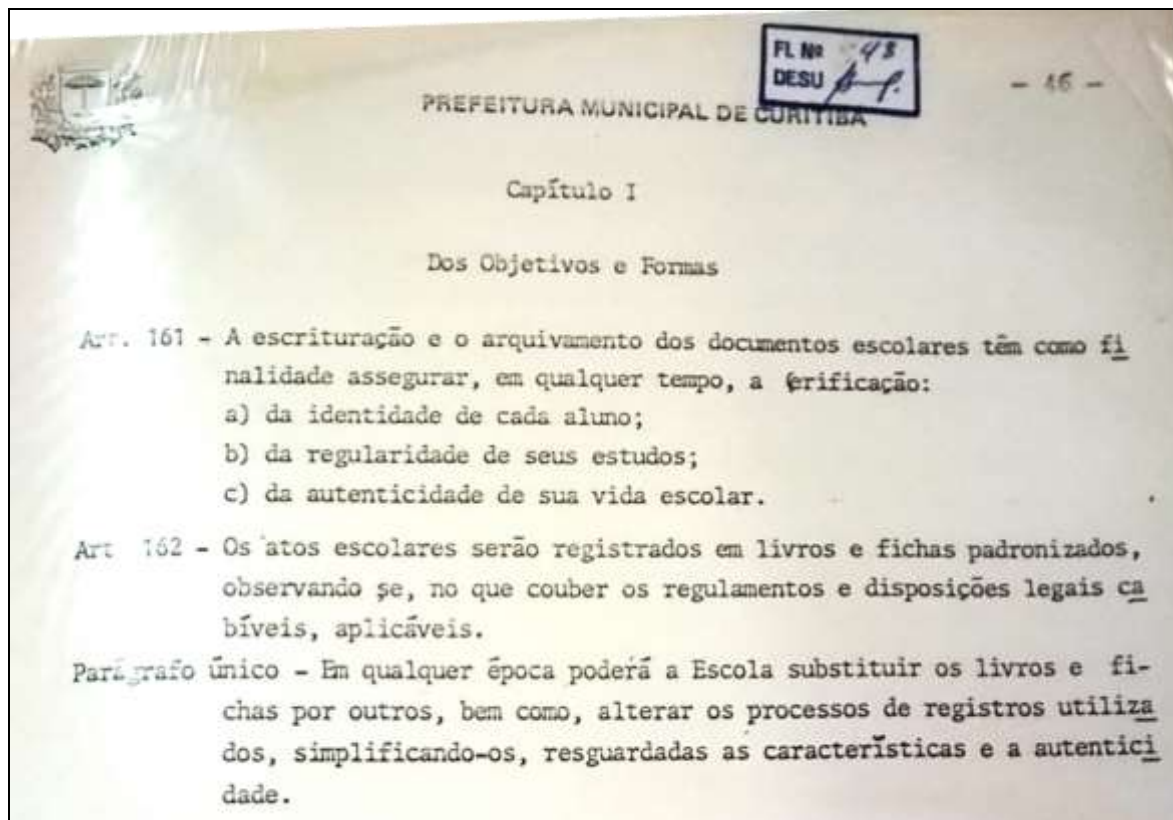 FL Nº 48
DESU
- 46 -
PREFEITURA MUNICIPAL DE CURITIBA
Capítulo I
Dos Objetivos e Formas
Art. 161 - A escrituração e o arquivamento dos documentos escolares têm como fi
nalidade assegurar, em qualquer tempo, a erificação:
a) da identidade de cada aluno;
b) da regularidade de seus estudos;
c) da autenticidade de sua vida escolar.
Art 162 - Os atos escolares serão registrados em livros e fichas padronizados,
observando se, no que couber os regulamentos e disposições legais ca
bíveis, aplicáveis.
Parágrafo único - Em qualquer época poderá a Escola substituir os livros e fi-
chas por outros, bem como, alterar os processos de registros utiliza
dos, simplificando-os, resguardadas as características e a autentici
dade.